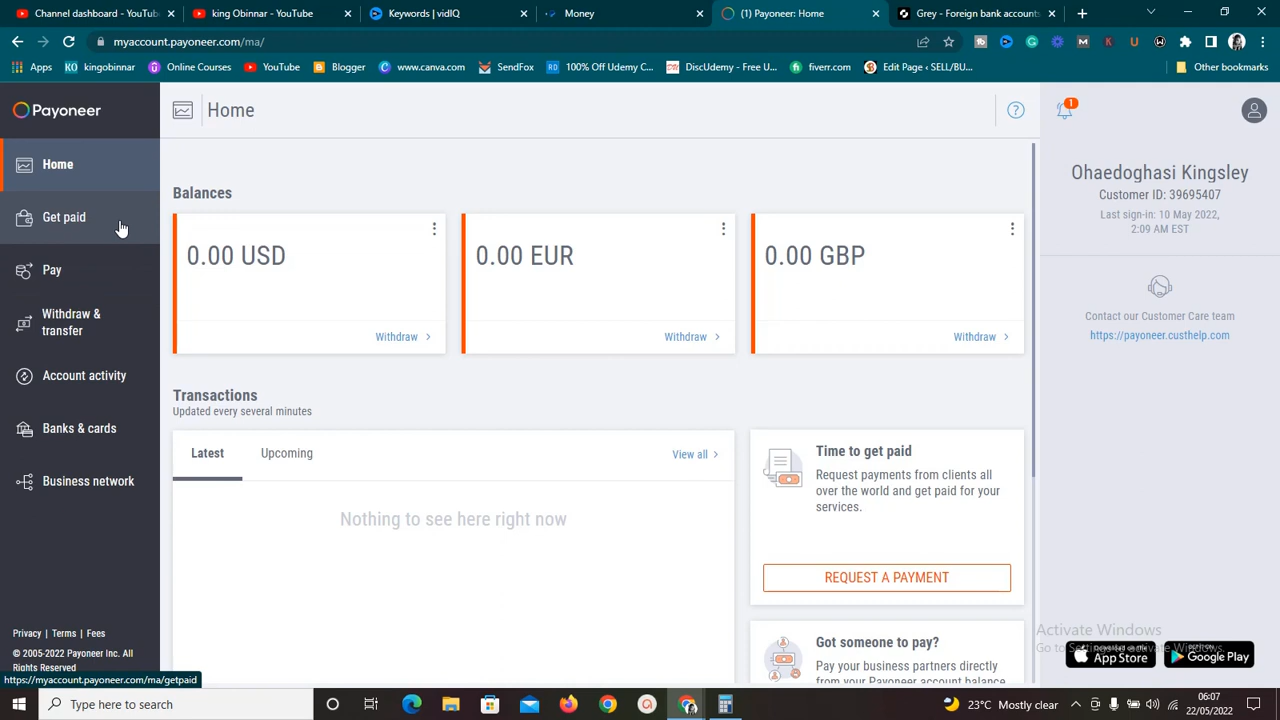 Channel dashboard - YouTub
king Obinnar - YouTube
Keywords | vidIQ
Money
(1) Payoneer: Home
Grey - Foreign bank accounts
myaccount.payoneer.com/ma/
Apps
kingobinnar
Online Courses
YouTube
Blogger
www.canva.com
SendFox
100% Off Udemy C...
DiscUdemy - Free U...
fiverr.com
Edit Page ‹ SELL/BU...
Other bookmarks
Payoneer
Home
Get paid
Pay
Withdraw &
transfer
Account activity
Banks & cards
Business network
Privacy | Terms | Fees
© 2005-2022 Payoneer Inc. All
Rights Reserved
https://myaccount.payoneer.com/ma/getpaid
Home
Balances
0.00 USD
Withdraw
0.00 EUR
Withdraw
0.00 GBP
Withdraw
Transactions
Updated every several minutes
Latest
Upcoming
View all
Nothing to see here right now
Time to get paid
Request payments from clients all
over the world and get paid for your
services.
REQUEST A PAYMENT
Got someone to pay?
Pay your business partners directly
from your Payoneer account balance
1
Ohaedoghasi Kingsley
Customer ID: 39695407
Last sign-in: 10 May 2022,
2:09 AM EST
Contact our Customer Care team
https://payoneer.custhelp.com
Activate Windows
App Store
Google Play
Type here to search
23°C Mostly clear
06:07
22/05/2022